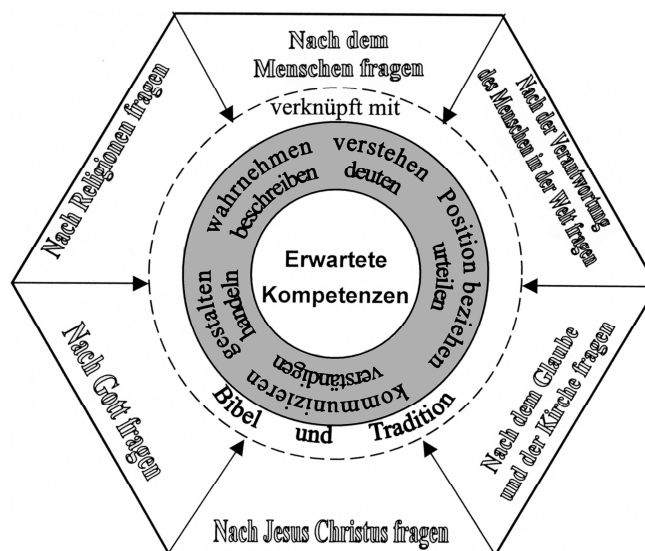 Nach dem
Menschen fragen
Nach der Verantwortung
des Menschen in der Welt fragen
Nach dem Glaube
und der Kirche fragen
Nach Jesus Christus fragen
Nach Gott fragen
Nach Religionen fragen
verknüpft mit
wahrnehmen
beschreiben
verstehen
deuten
Position beziehen
urteilen
kommunizieren
verständigen
gestalten
handeln
Erwartete
Kompetenzen
Bibel und Tradition